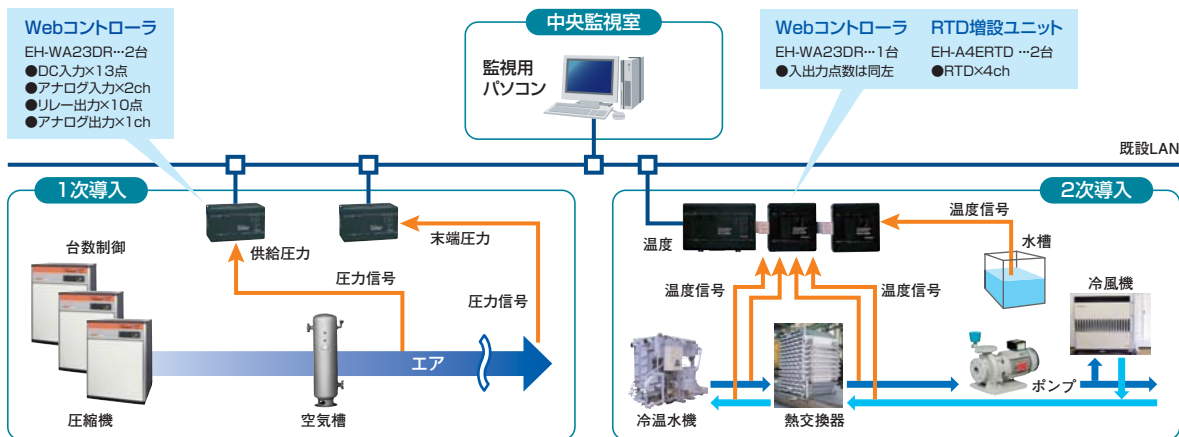 Webコントローラ
EH-WA23DR…2台
●DC入力×13点
●アナログ入力×2ch
●リレー出力×10点
●アナログ出力×1ch
中央監視室
監視用
パソコン
Webコントローラ
EH-WA23DR…1台
●入出力点数は同左
RTD増設ユニット
EH-A4ERTD …2台
●RTD×4ch
既設LAN
1次導入
台数制御
供給圧力
末端圧力
圧力信号
圧力信号
エア
圧縮機
空気槽
2次導入
温度
温度信号
水槽
温度信号
温度信号
冷風機
ポンプ
冷温水機
熱交換器